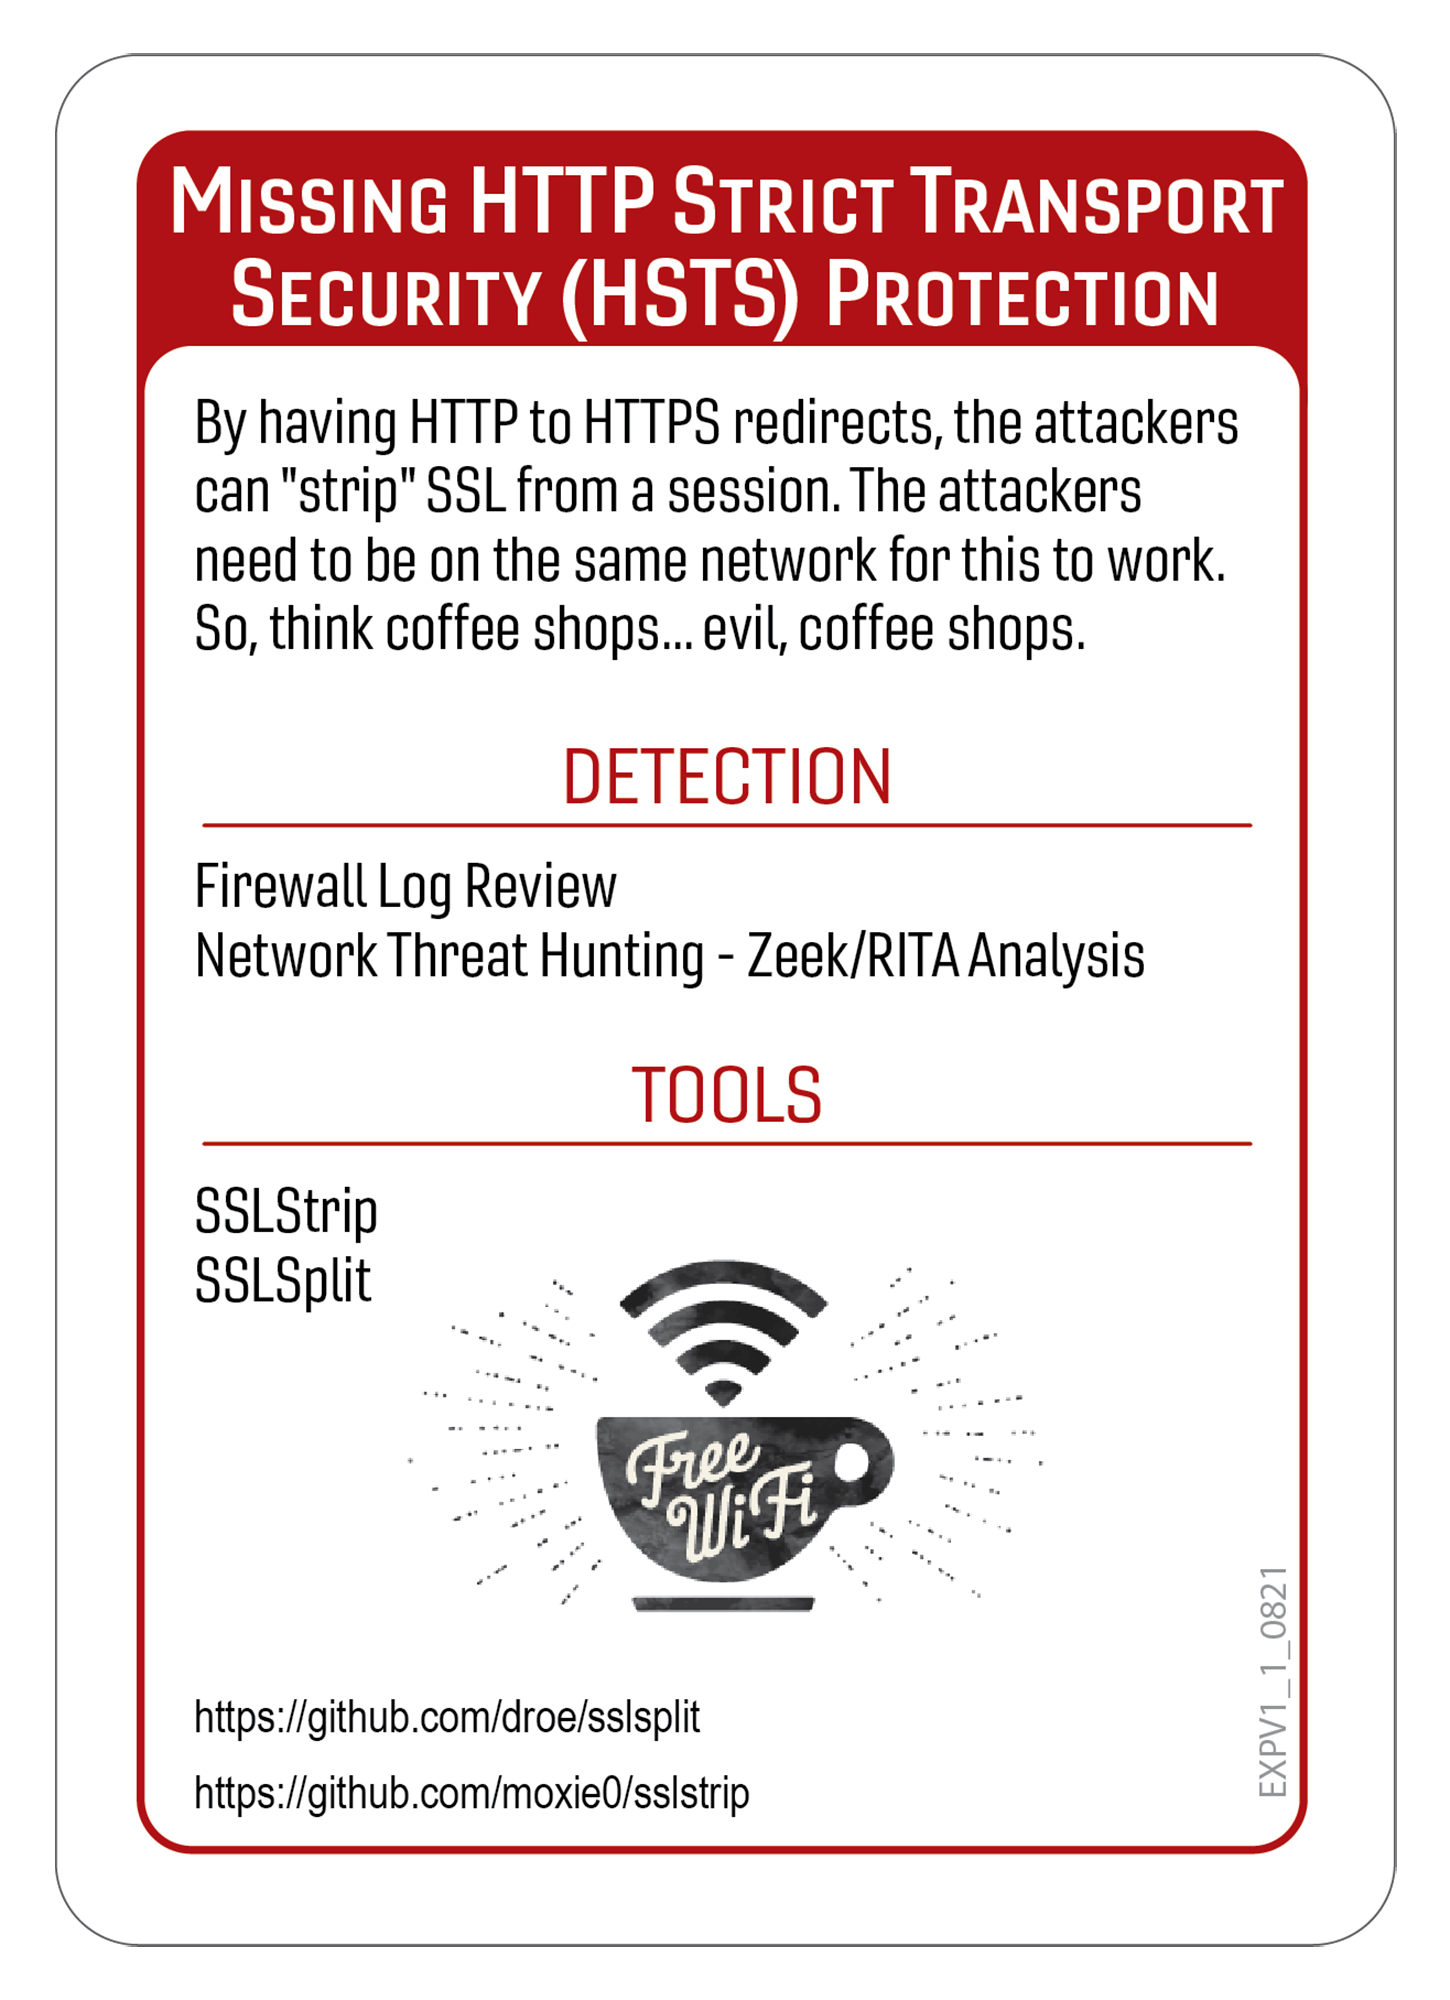 MISSING HTTP STRICT TRANSPORT
SECURITY (HSTS) PROTECTION
By having HTTP to HTTPS redirects, the attackers
can "strip" SSL from a session. The attackers
need to be on the same network for this to work.
So, think coffee shops... evil, coffee shops.
DETECTION
Firewall Log Review
Network Threat Hunting - Zeek/RITA Analysis
TOOLS
SSLStrip
SSLSplit
Free
WiFi
https://github.com/droe/sslsplit
https://github.com/moxie0/sslstrip
EXPV1_1_0821